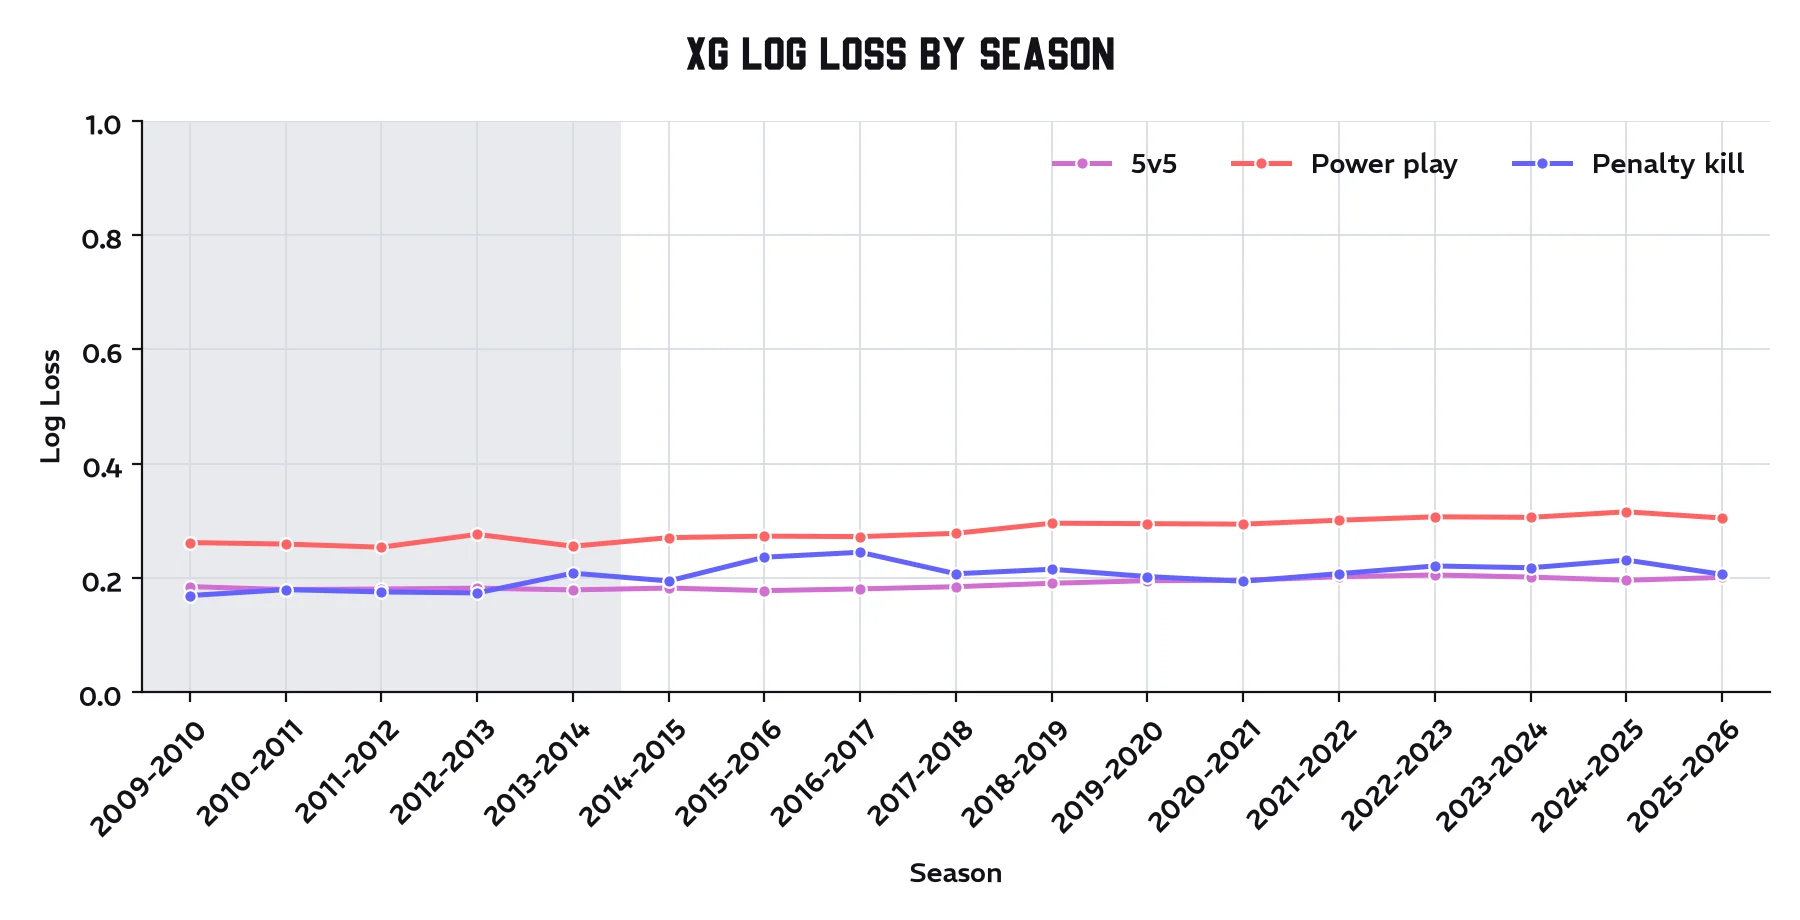 XG LOG LOSS BY SEASON
5v5 Power play Penalty kill
1.0
0.8
0.6
0.4
0.2
0.0
Log Loss
2009-2010 2010-2011 2011-2012 2012-2013 2013-2014 2014-2015 2015-2016 2016-2017 2017-2018 2018-2019 2019-2020 2020-2021 2021-2022 2022-2023 2023-2024 2024-2025 2025-2026
Season